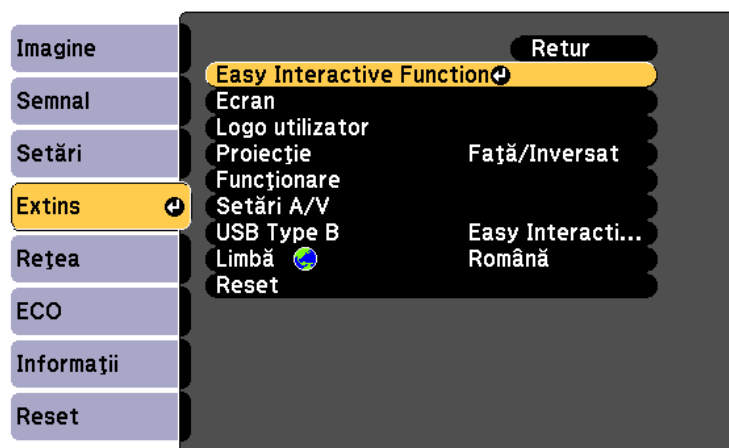 Imagine
Semnal
Setări
Extins
Reţea
ECO
Informaţii
Reset
Retur
Easy Interactive Function
Ecran
Logo utilizator
Proiecţie Faţă/Inversat
Funcţionare
Setări A/V
USB Type B Easy Interacti...
Limbă Română
Reset